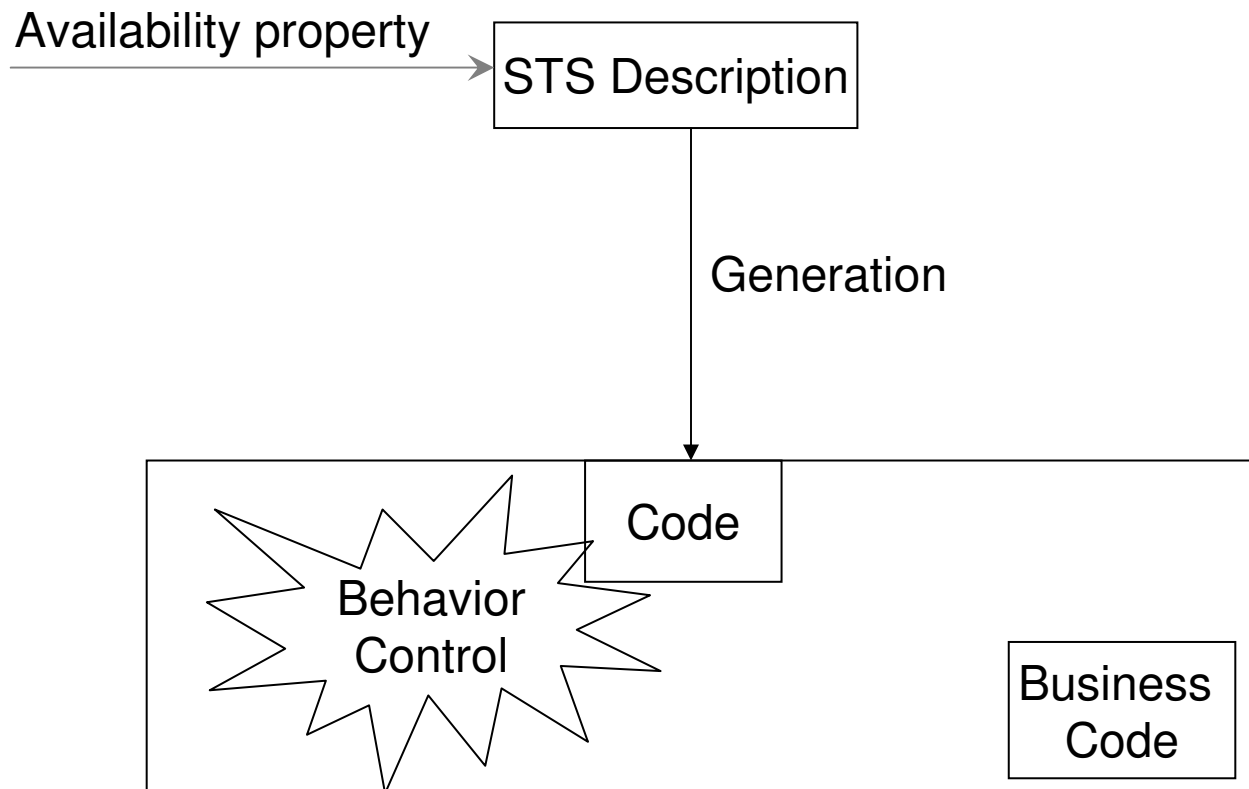 Availability property
STS Description
Generation
Code
Behavior
Control
Business
Code